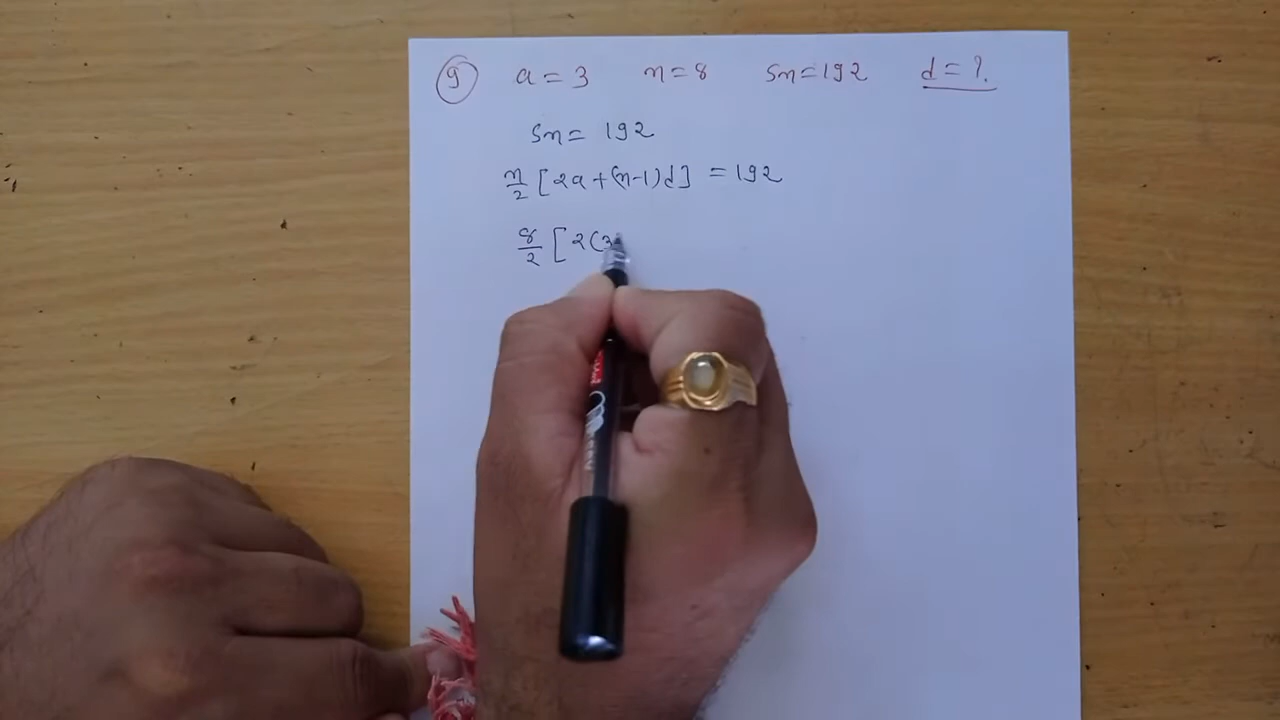 9 a = 3 n = 8 Sn = 192 d = ?
Sn = 192
n/2 [2a + (n-1)d] = 192
8/2 [2(3